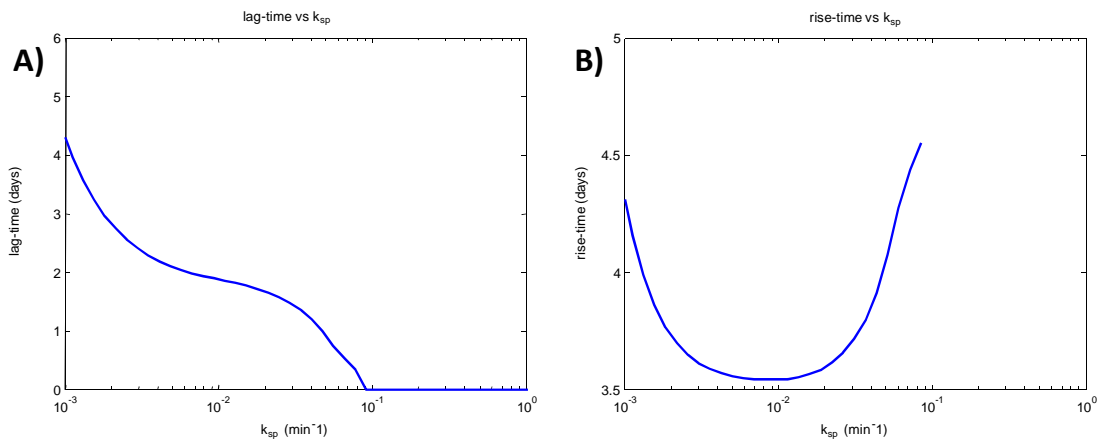 lag-time vs k_sp
A)
6
5
4
3
2
1
0
10^-3
10^-2
10^-1
10^0
lag-time (days)
k_sp (min^-1)
rise-time vs k_sp
B)
5
4.5
4
3.5
10^-3
10^-2
10^-1
10^0
rise-time (days)
k_sp (min^-1)